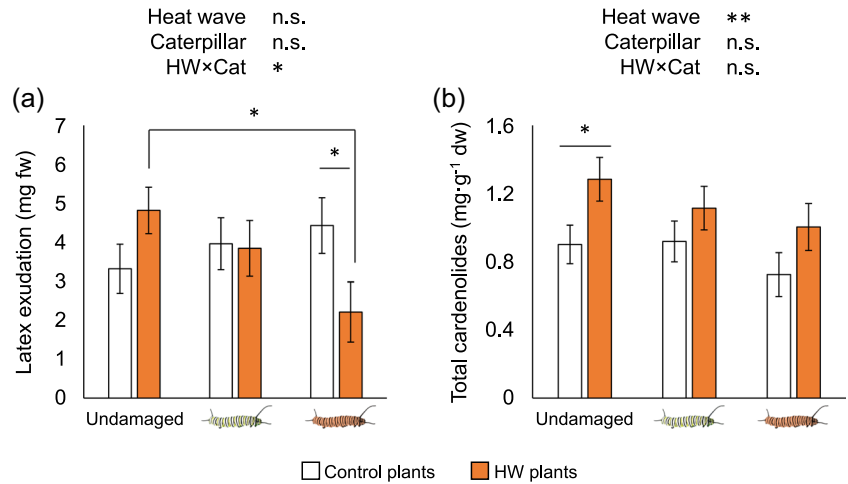 Heat wave n.s.
Caterpillar n.s.
HW×Cat *
Heat wave **
Caterpillar n.s.
HW×Cat n.s.
(a)
Latex exudation (mg fw)
7
6
5
4
3
2
1
0
*
*
Undamaged
(b)
Total cardenolides (mg·g⁻¹ dw)
1.6
1.2
0.8
0.4
0
*
Undamaged
Control plants HW plants